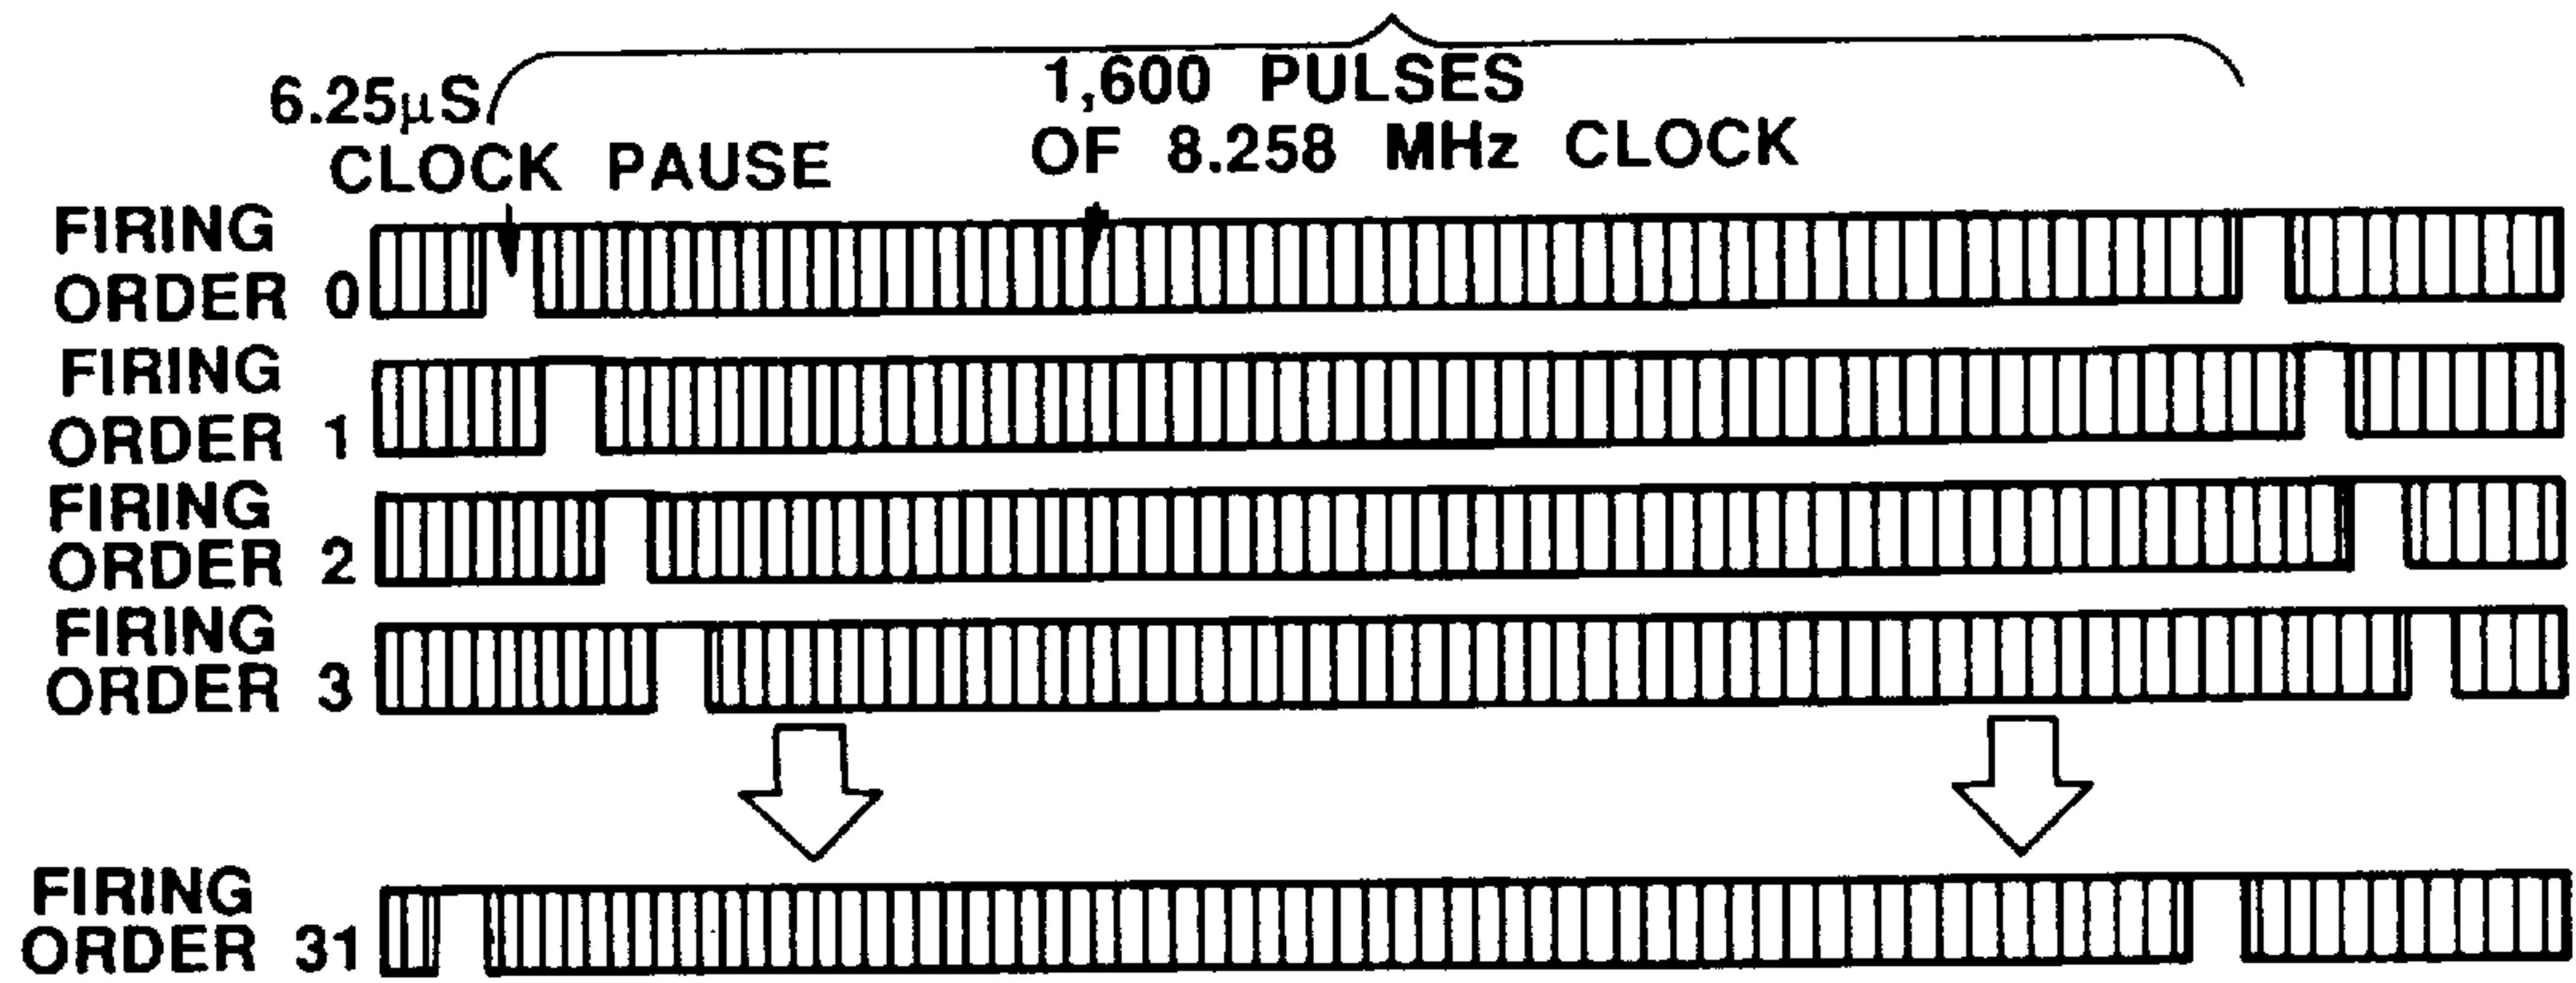 6.25μS
CLOCK PAUSE
1,600 PULSES
OF 8.258 MHz CLOCK
FIRING
ORDER 0
FIRING
ORDER 1
FIRING
ORDER 2
FIRING
ORDER 3
FIRING
ORDER 31